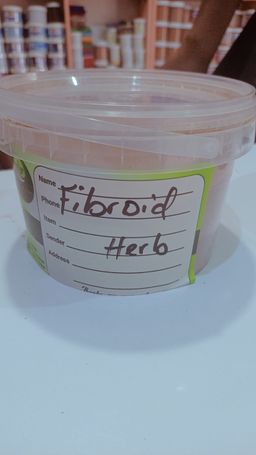 Name
Fibroid
Phone
Item
Herb
Sender
Address